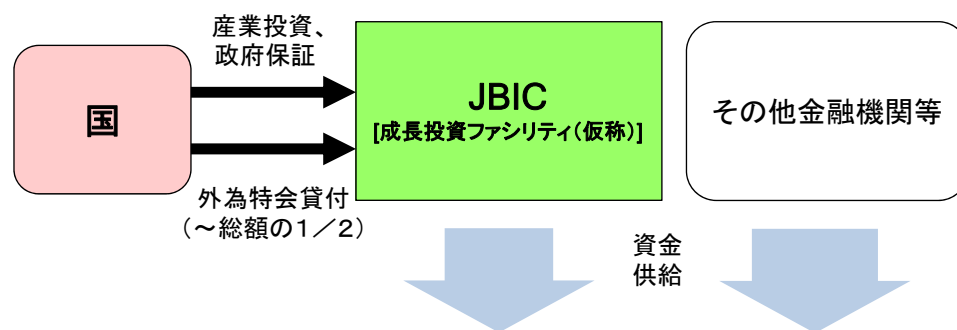 産業投資、
政府保証
国
JBIC
[成長投資ファシリティ(仮称)]
その他金融機関等
外為特会貸付
(～総額の1／2)
資金
供給